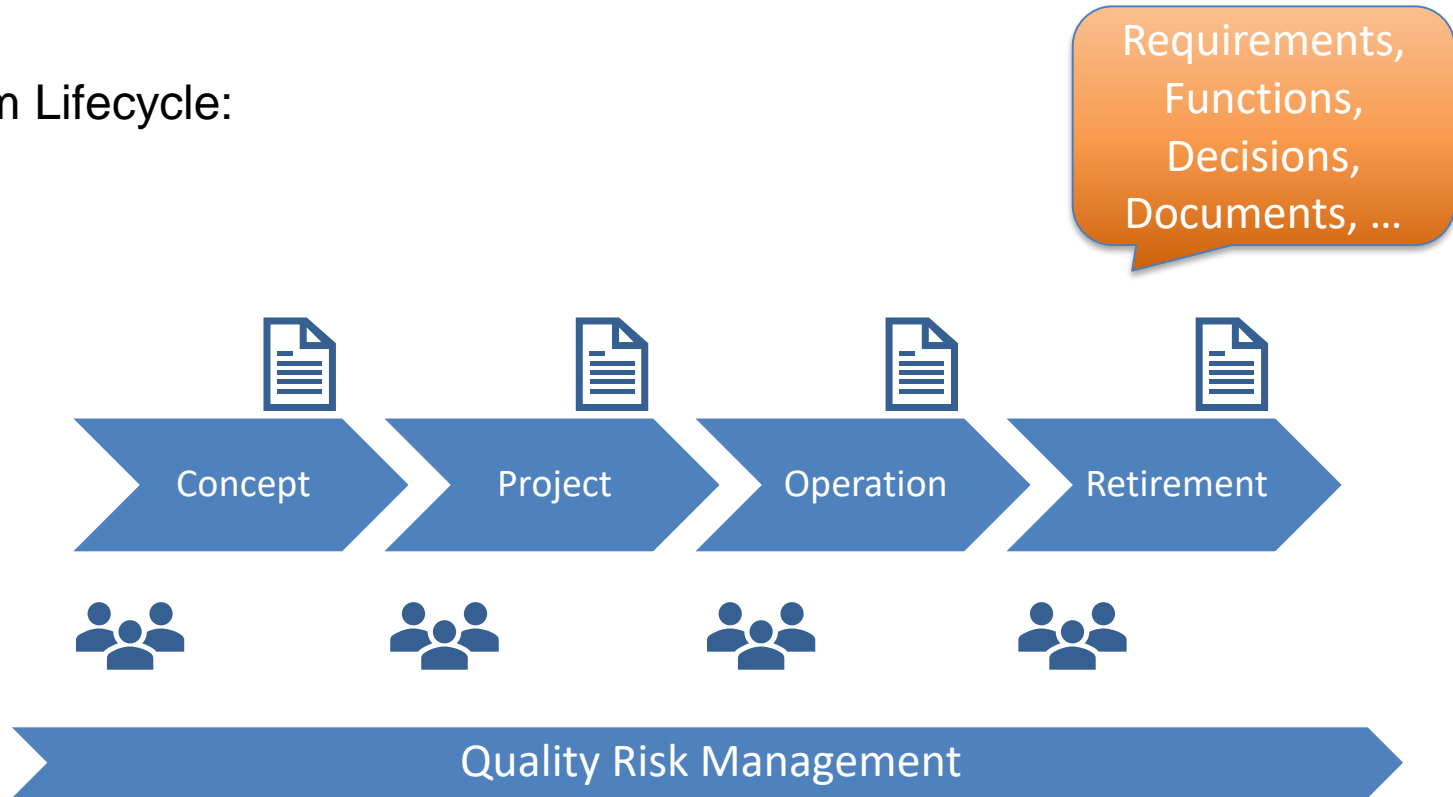 Requirements,
Functions,
Decisions,
Documents, ...
Lifecycle:
Concept
Project
Operation
Retirement
Quality Risk Management